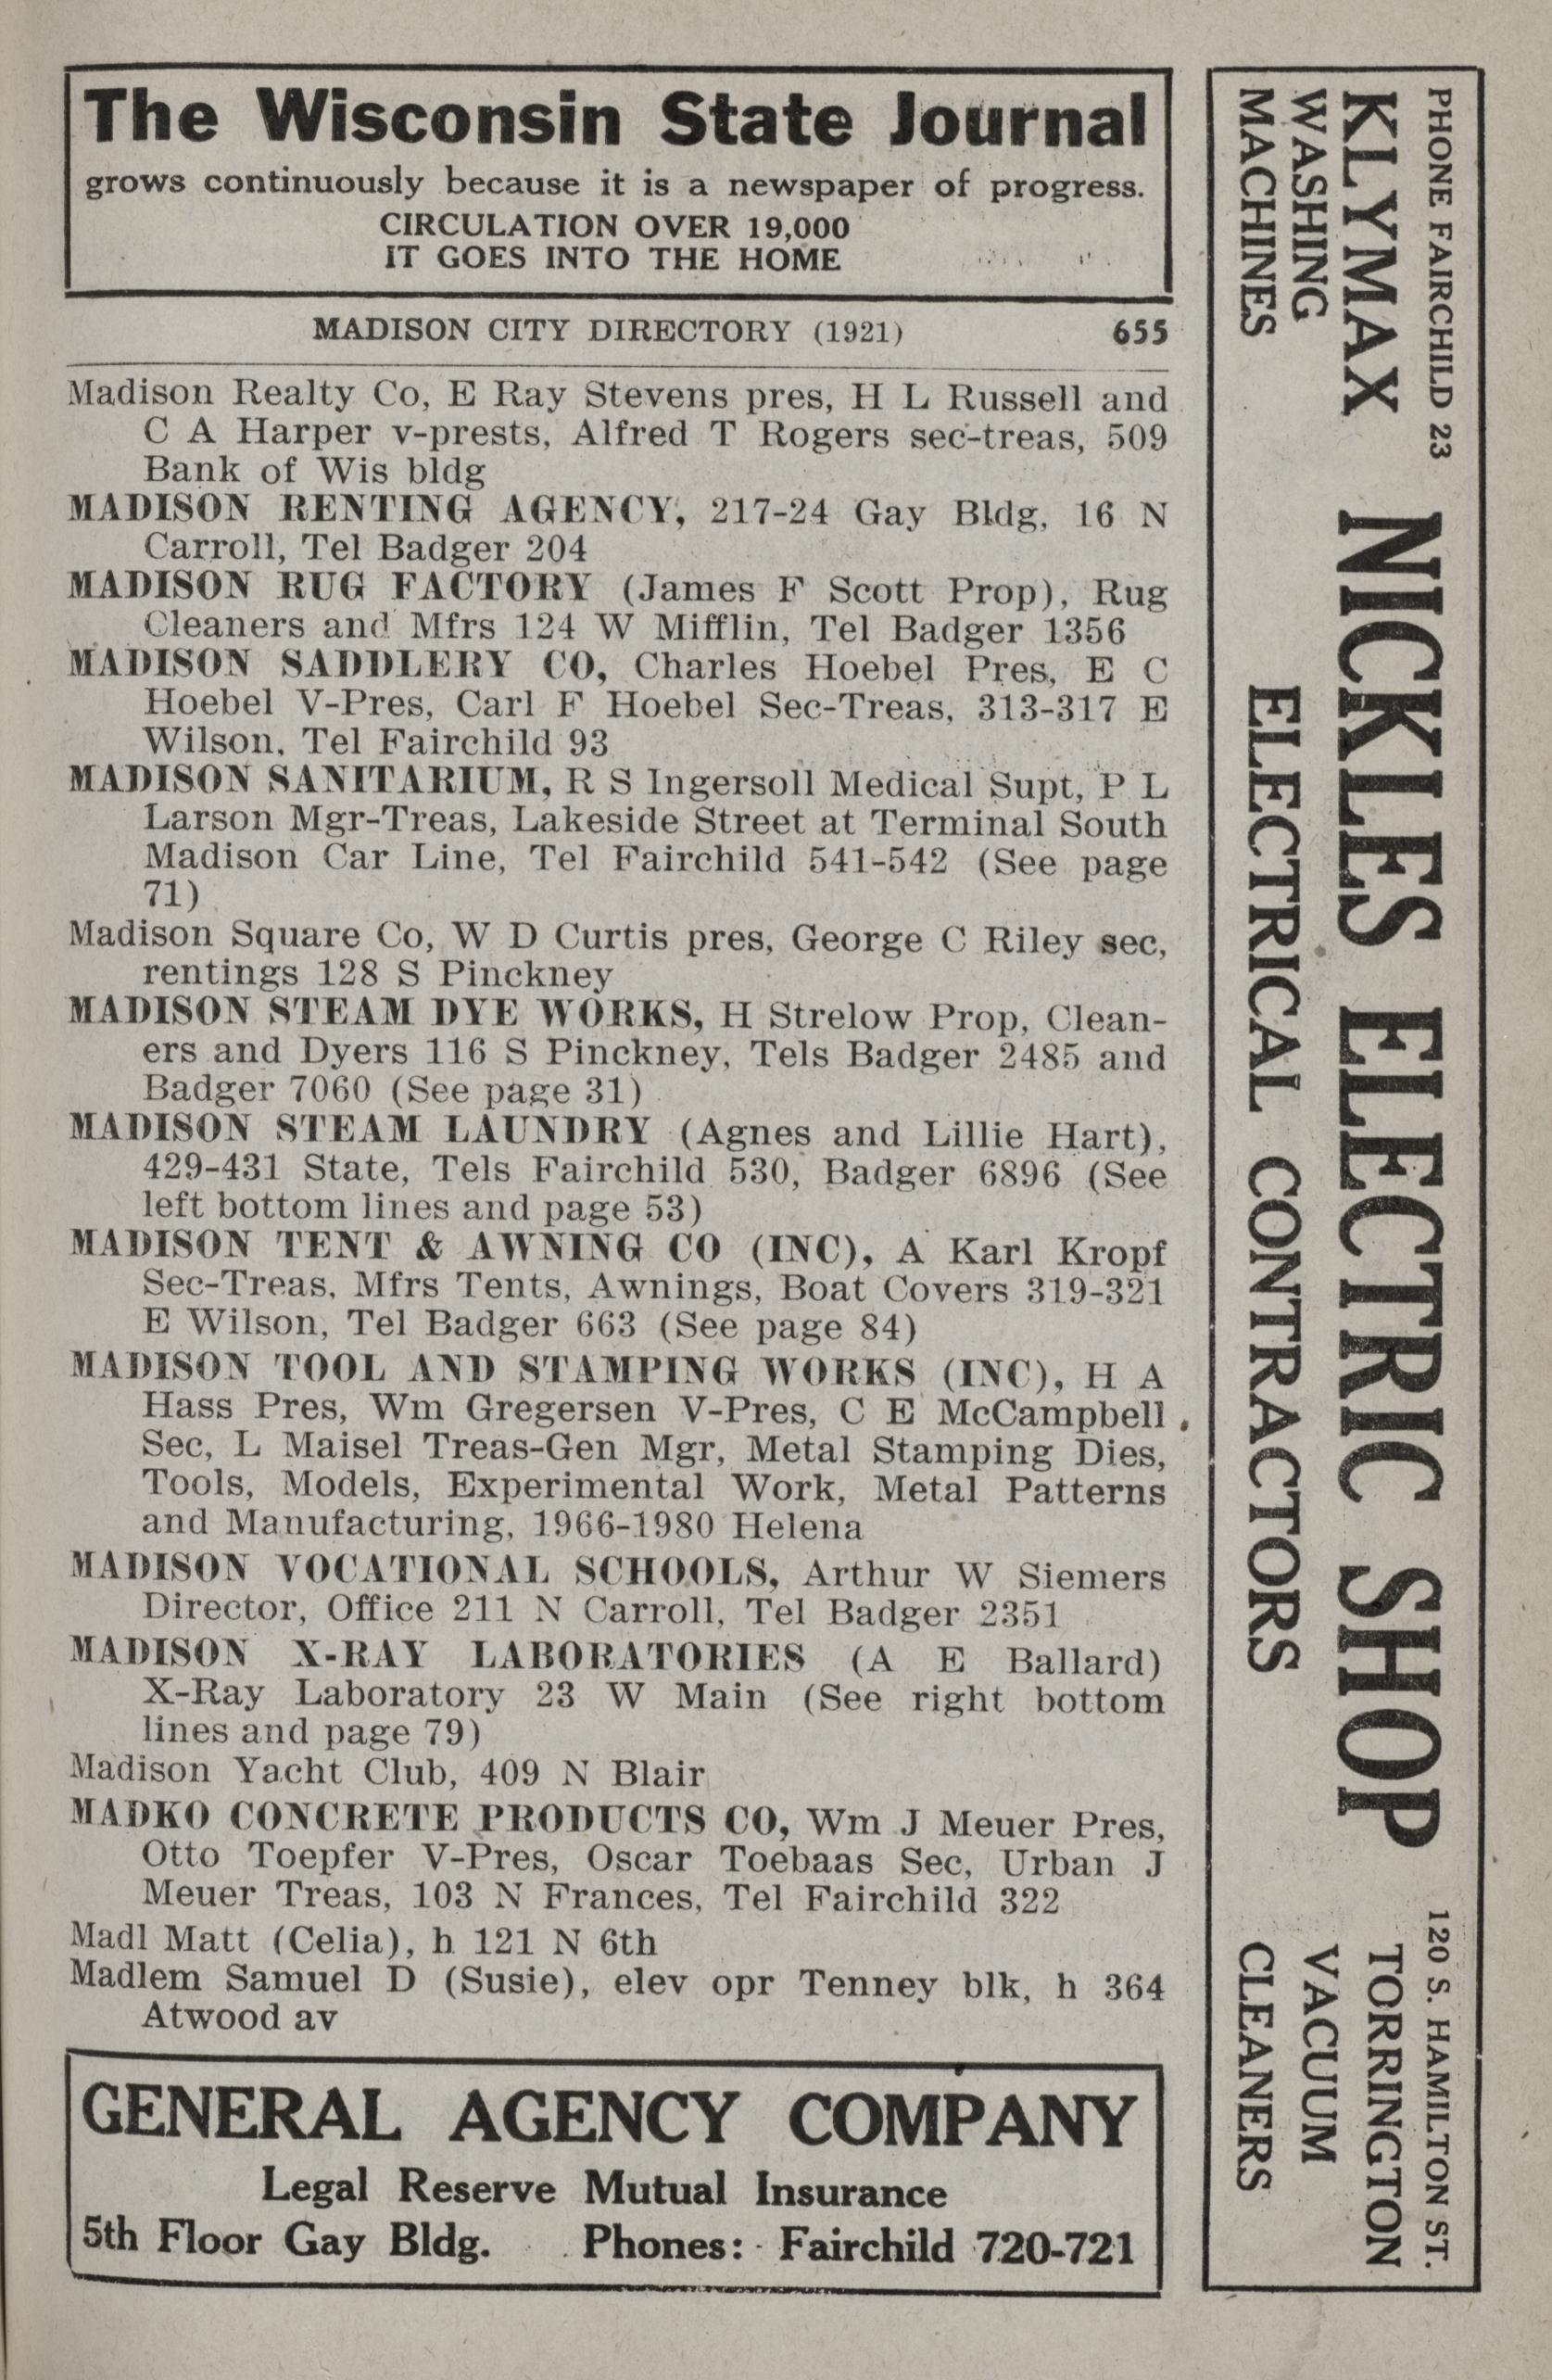 The Wisconsin State Journal
grows continuously because it is a newspaper of progress.
CIRCULATION OVER 19,000
IT GOES INTO THE HOME
MADISON CITY DIRECTORY (1921) 655
Madison Realty Co, E Ray Stevens pres, H L Russell and
C A Harper v-prests, Alfred T Rogers sec-treas, 509
Bank of Wis bldg
MADISON RENTING AGENCY, 217-24 Gay Bldg, 16 N
Carroll, Tel Badger 204
MADISON RUG FACTORY (James F Scott Prop), Rug
Cleaners and Mfrs 124 W Mifflin, Tel Badger 1356
MADISON SADDLERY CO, Charles Hoebel Pres, E C
Hoebel V-Pres, Carl F Hoebel Sec-Treas, 313-317 E
Wilson, Tel Fairchild 93
MADISON SANITARIUM, R S Ingersoll Medical Supt, P L
Larson Mgr-Treas, Lakeside Street at Terminal South
Madison Car Line, Tel Fairchild 541-542 (See page
71)
Madison Square Co, W D Curtis pres, George C Riley sec,
rentings 128 S Pinckney
MADISON STEAM DYE WORKS, H Strelow Prop, Clean-
ers and Dyers 116 S Pinckney, Tels Badger 2485 and
Badger 7060 (See page 31)
MADISON STEAM LAUNDRY (Agnes and Lillie Hart),
429-431 State, Tels Fairchild 530, Badger 6896 (See
left bottom lines and page 53)
MADISON TENT & AWNING CO (INC), A Karl Kropf
Sec-Treas, Mfrs Tents, Awnings, Boat Covers 319-321
E Wilson, Tel Badger 663 (See page 84)
MADISON TOOL AND STAMPING WORKS (INC), H A
Hass Pres, Wm Gregersen V-Pres, C E McCampbell
Sec, L Maisel Treas-Gen Mgr, Metal Stamping Dies,
Tools, Models, Experimental Work, Metal Patterns
and Manufacturing, 1966-1980 Helena
MADISON VOCATIONAL SCHOOLS, Arthur W Siemers
Director, Office 211 N Carroll, Tel Badger 2351
MADISON X-RAY LABORATORIES (A E Ballard)
X-Ray Laboratory 23 W Main (See right bottom
lines and page 79)
Madison Yacht Club, 409 N Blair
MADKO CONCRETE PRODUCTS CO, Wm J Meuer Pres,
Otto Toepfer V-Pres, Oscar Toebaas Sec, Urban J
Meuer Treas, 103 N Frances, Tel Fairchild 322
Madl Matt (Celia), h 121 N 6th
Madlem Samuel D (Susie), elev opr Tenney blk, h 364
Atwood av
GENERAL AGENCY COMPANY
Legal Reserve Mutual Insurance
5th Floor Gay Bldg. Phones: Fairchild 720-721
PHONE FAIRCHILD 23
KLYMAX
WASHING
MACHINES
NICKLES ELECTRIC SHOP
ELECTRICAL CONTRACTORS
120 S. HAMILTON ST.
TORRINGTON
VACUUM
CLEANERS